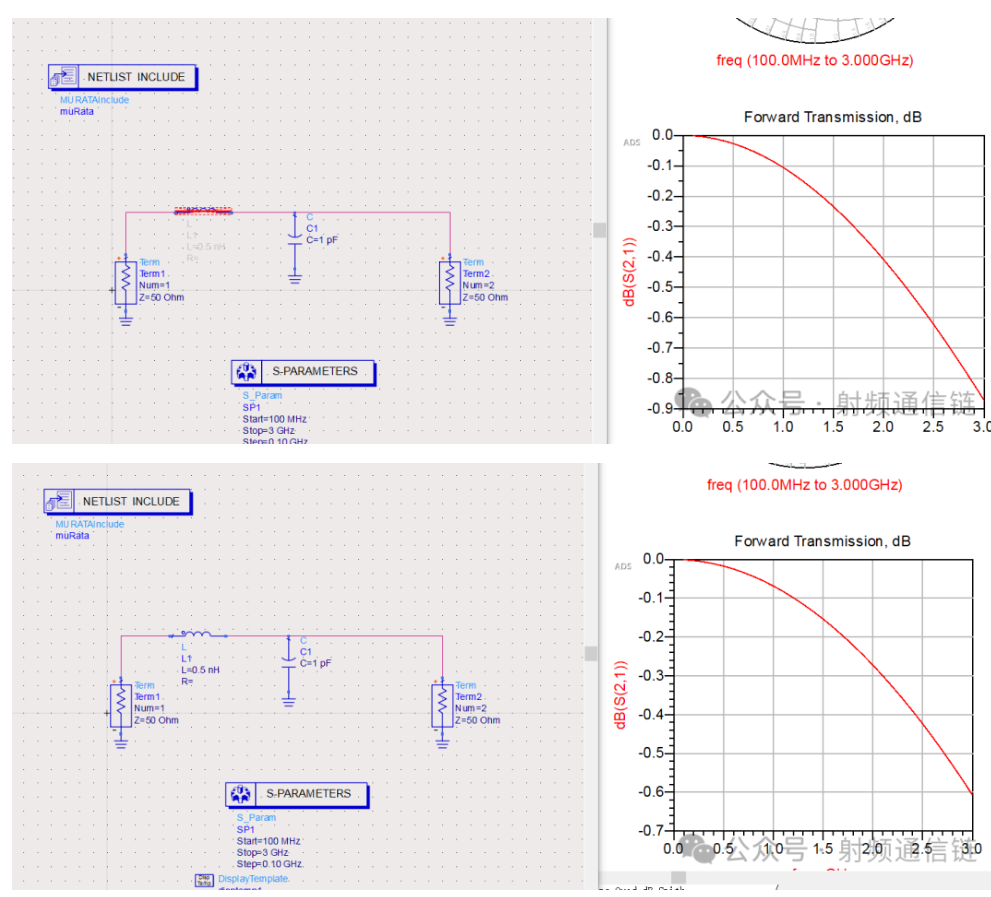 NETLIST INCLUDE
MURATAInclude
muRata
L
L1
L=0.5 nH
R=
C
C1
C=1 pF
Term
Term1
Num=1
Z=50 Ohm
Term
Term2
Num=2
Z=50 Ohm
S-PARAMETERS
S_Param
SP1
Start=100 MHz
Stop=3 GHz
Step=0.10 GHz
freq (100.0MHz to 3.000GHz)
Forward Transmission, dB
ADS
dB(S(2,1))
0.0
-0.1
-0.2
-0.3
-0.4
-0.5
-0.6
-0.7
-0.8
-0.9
0.0 0.5 1.0 1.5 2.0 2.5 3.0
公众号 · 射频通信链
NETLIST INCLUDE
MURATAInclude
muRata
L
L1
L=0.5 nH
R=
C
C1
C=1 pF
Term
Term1
Num=1
Z=50 Ohm
Term
Term2
Num=2
Z=50 Ohm
S-PARAMETERS
S_Param
SP1
Start=100 MHz
Stop=3 GHz
Step=0.10 GHz
Disp
Temp
DisplayTemplate
freq (100.0MHz to 3.000GHz)
Forward Transmission, dB
ADS
dB(S(2,1))
0.0
-0.1
-0.2
-0.3
-0.4
-0.5
-0.6
-0.7
0.0 0.5 1.0 1.5 2.0 2.5 3.0
公众号 · 射频通信链